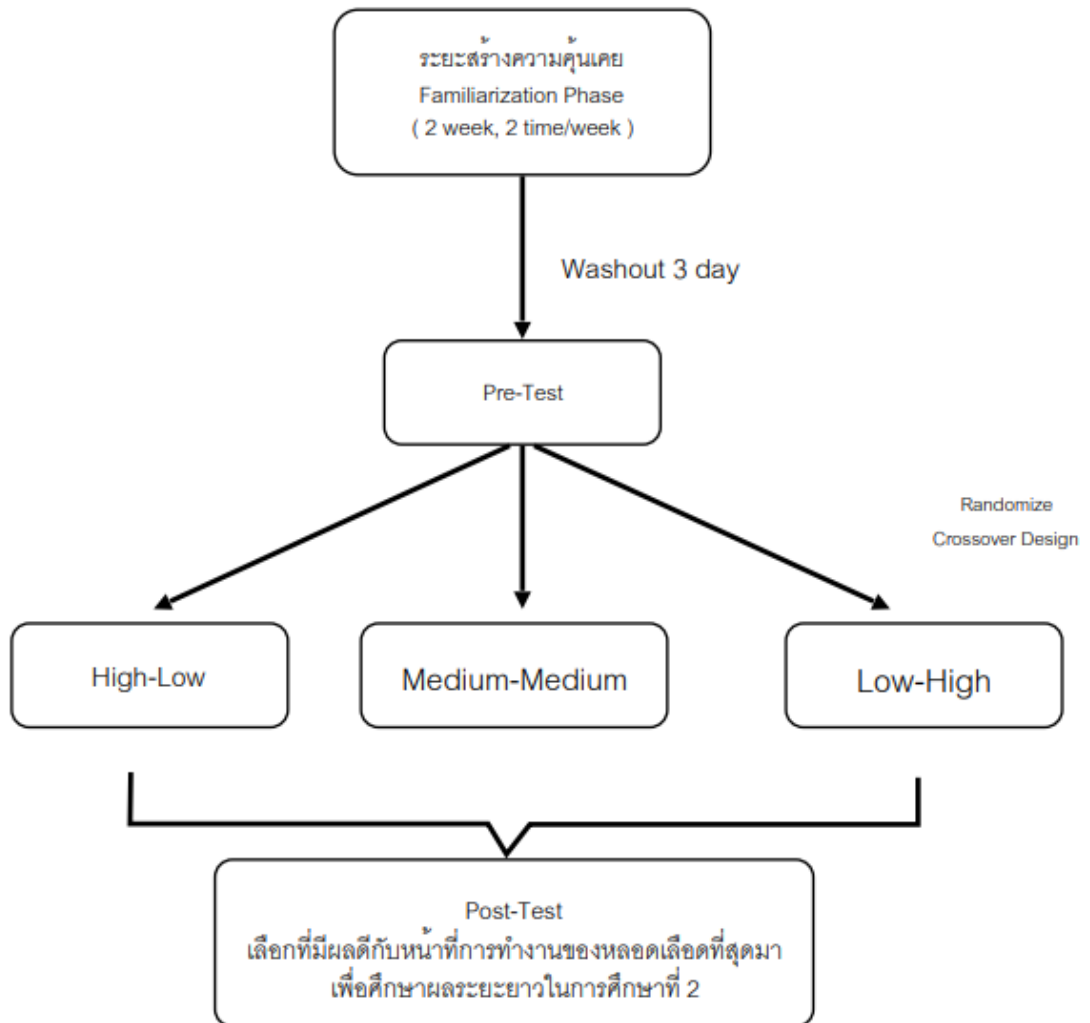 ระยะสร้างความคุ้นเคย
Familiarization Phase
( 2 week, 2 time/week )
Washout 3 day
Pre-Test
Randomize
Crossover Design
High-Low
Medium-Medium
Low-High
Post-Test
เลือกที่มีผลดีกับหน้าที่การทำงานของหลอดเลือดที่สุดมา
เพื่อศึกษาผลระยะยาวในการศึกษาที่ 2